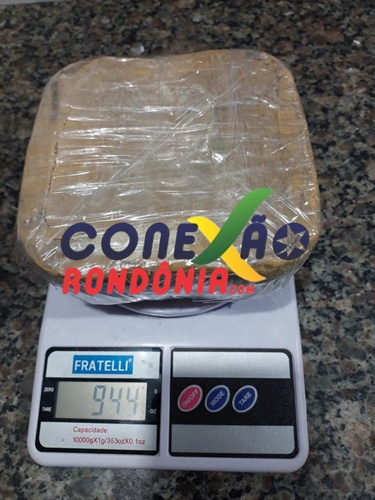 CONEXÃO
RONDÔNIA.COM
FRATELLI®
ZERO
TARE
944
g
OZ
ON/OFF
MODE
TARE
Capacidade:
10000gX1g/353ozX0,1oz